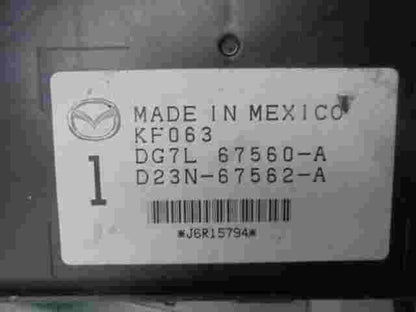 MADE IN MEXICO
KF063
DG7L 67560-A
1
D23N-67562-A
*J6R15794*